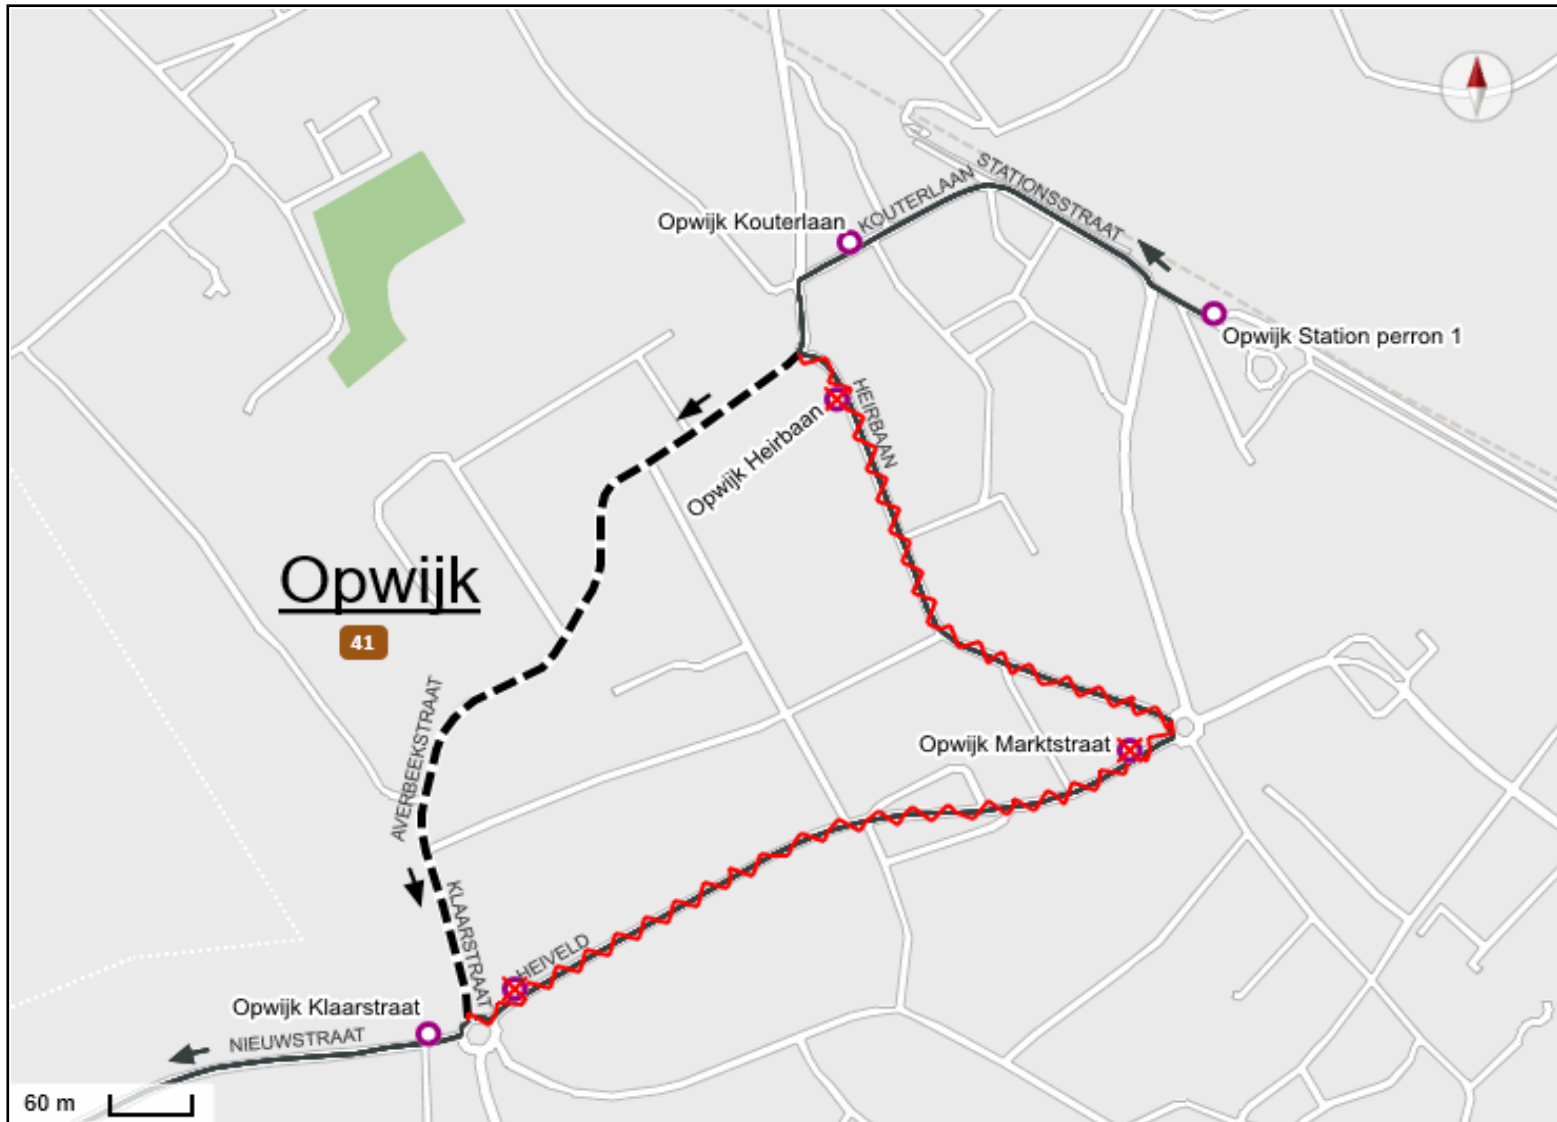 STATIONSSTRAAT
KOUTERLAAN
Opwijk Kouterlaan
Opwijk Station perron 1
HEIRBAAN
Opwijk Heirbaan
Opwijk
41
AVERBEEKSTRAAT
Opwijk Marktstraat
KLAARSTRAAT
HEIVELD
Opwijk Klaarstraat
NIEUWSTRAAT
60 m